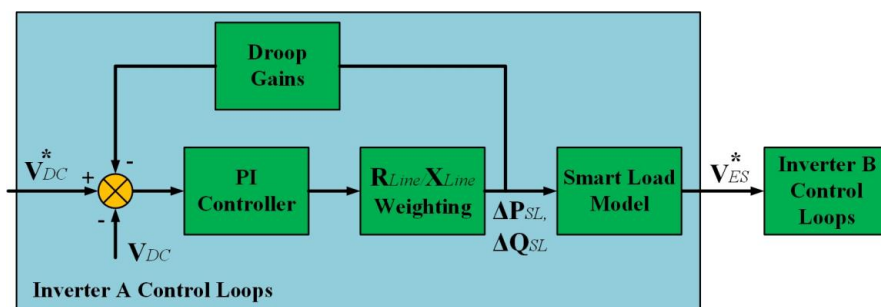 Droop
Gains
V*DC
+
-
-
VDC
PI
Controller
RLine/XLine
Weighting
ΔPSL,
ΔQSL
Smart Load
Model
V*ES
Inverter B
Control
Loops
Inverter A Control Loops